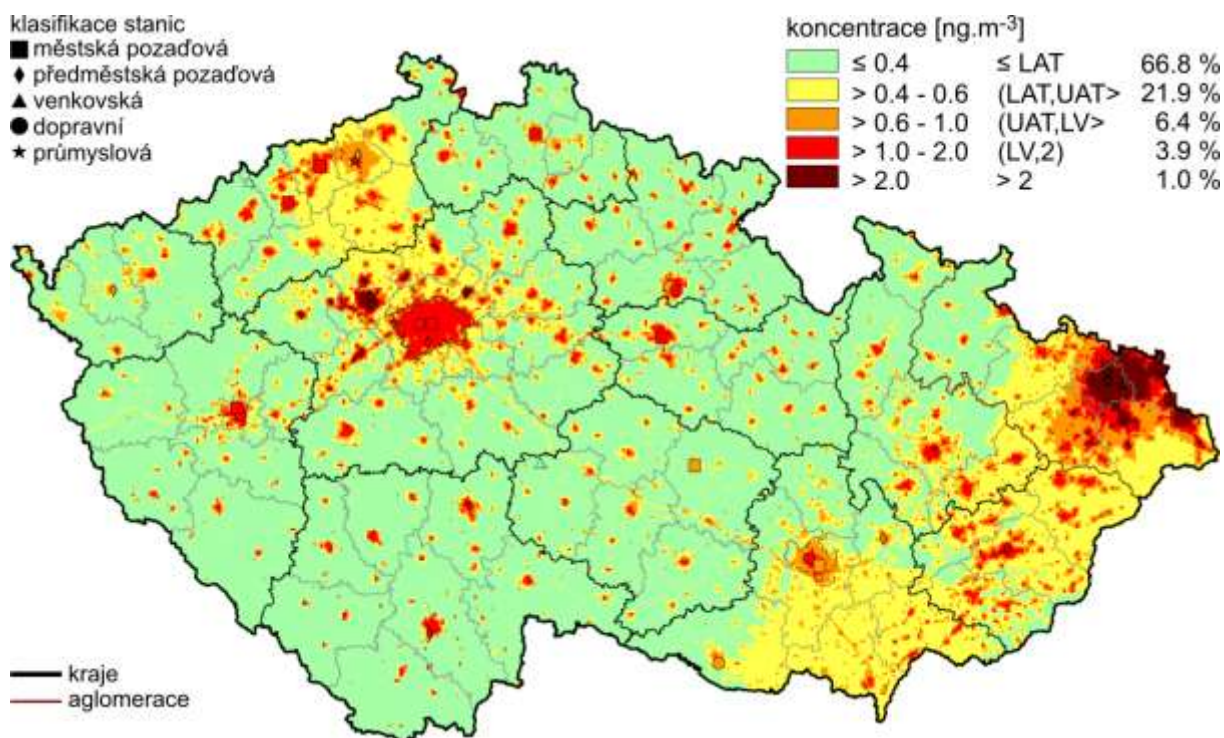 klasifikace stanic
městská pozaďová
předměstská pozaďová
venkovská
dopravní
průmyslová
koncentrace [ng.m-3]
≤ 0.4 ≤ LAT 66.8 %
> 0.4 - 0.6 (LAT,UAT> 21.9 %
> 0.6 - 1.0 (UAT,LV> 6.4 %
> 1.0 - 2.0 (LV,2) 3.9 %
> 2.0 > 2 1.0 %
kraje
aglomerace